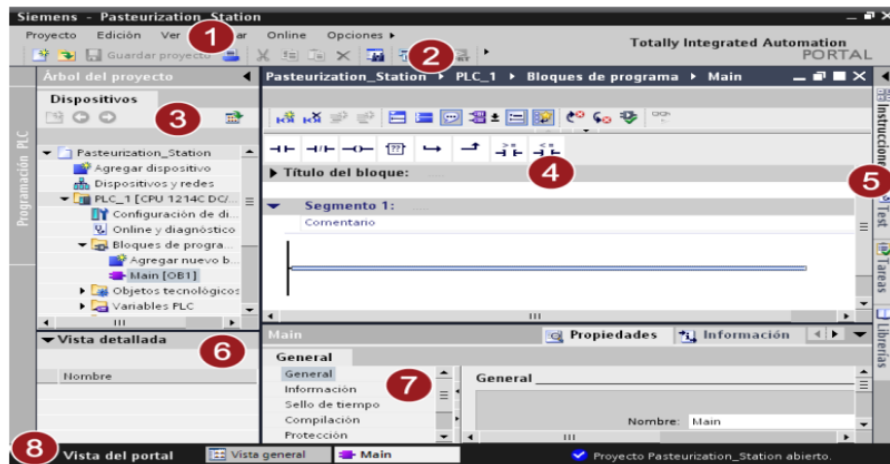 Siemens - Pasteurization_Station
Proyecto Edición Ver ar Online Opciones
1
Guardar proyecto
2
Totally Integrated Automation
PORTAL
Árbol del proyecto
Pasteurization_Station PLC_1 Bloques de programa Main
Dispositivos
3
Programación PLC
Pasteurization_Station
Agregar dispositivo
Dispositivos y redes
PLC_1 [CPU 1214C DC/...
Configuración de di...
Online y diagnóstico
Bloques de progra...
Agregar nuevo b...
Main [OB1]
Objetos tecnológicos
Variables PLC
4
Título del bloque:
Segmento 1:
Comentario
Instruccione
5
Test
Tareas
Librerías
Vista detallada
6
Nombre
Main
Propiedades
Información
General
General
Información
Sello de tiempo
Compilación
Protección
7
General
Nombre: Main
8
Vista del portal
Vista general
Main
Proyecto Pasteurization_Station abierto.